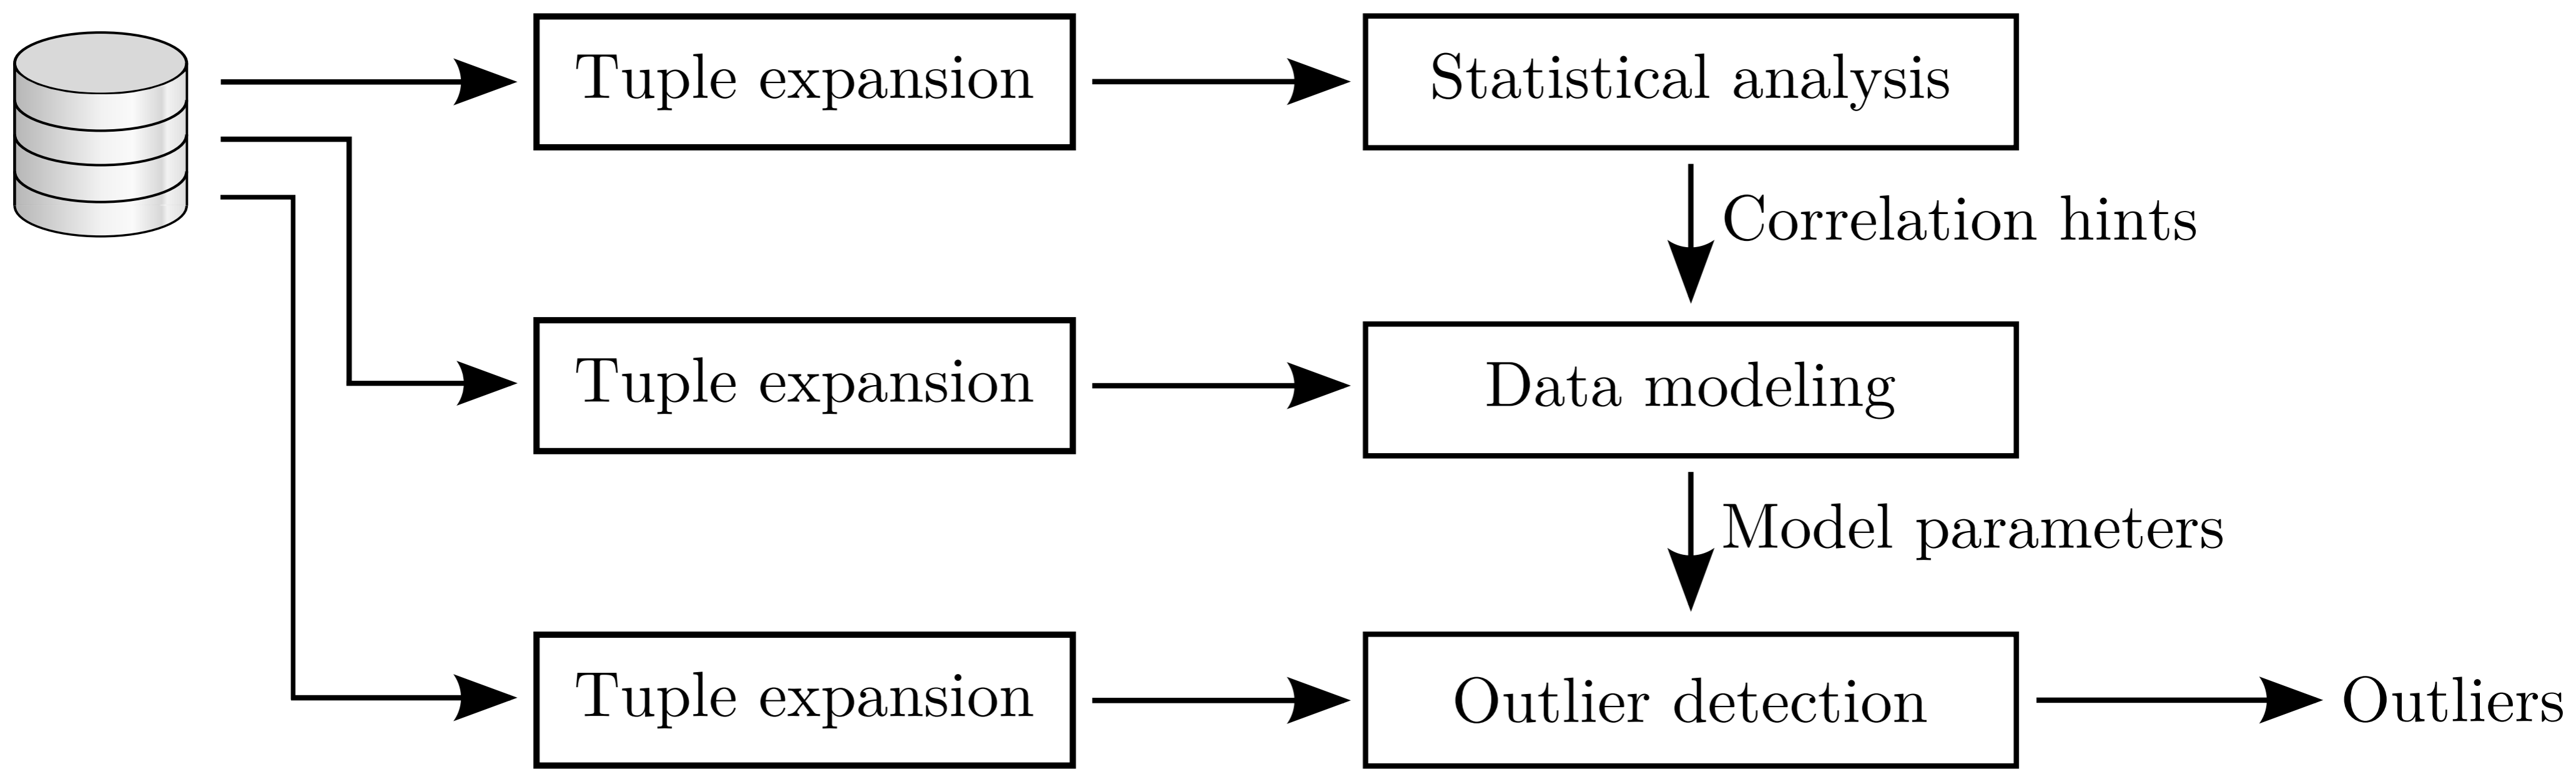 Tuple expansion
Statistical analysis
Correlation hints
Tuple expansion
Data modeling
Model parameters
Tuple expansion
Outlier detection
Outliers